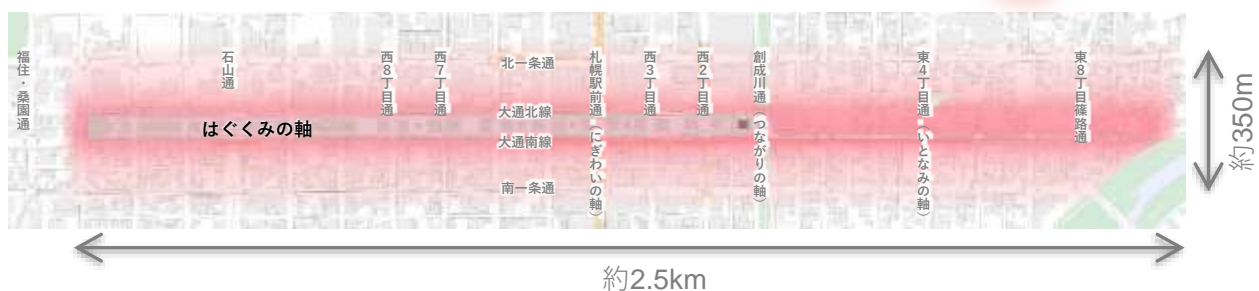 福住・桑園通
石山通
西8丁目通
西7丁目通
北一条通
大通北線
大通南線
南一条通
札幌駅前通(にぎわいの軸)
西3丁目通
西2丁目通
創成川通(つながりの軸)
東4丁目通(いとなみの軸)
東8丁目篠路通
はぐくみの軸
約350m
約2.5km